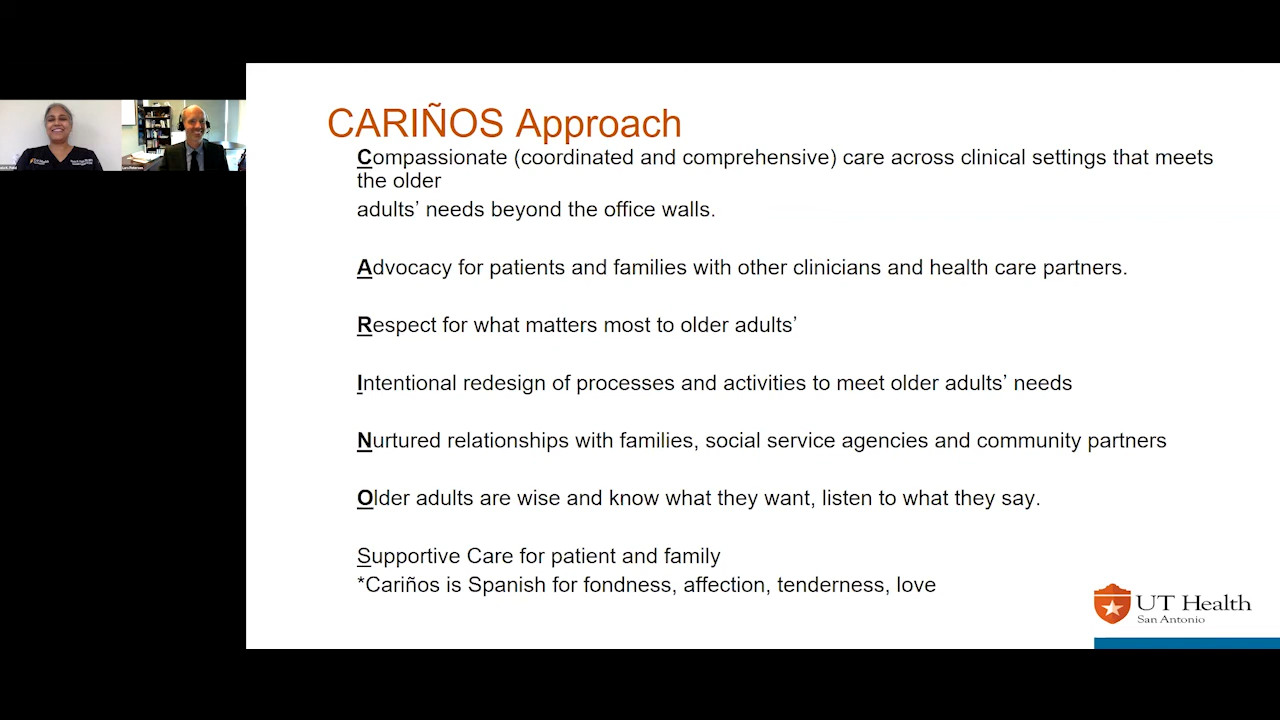 CARIÑOS Approach
Compassionate (coordinated and comprehensive) care across clinical settings that meets
the older
adults’ needs beyond the office walls.
Advocacy for patients and families with other clinicians and health care partners.
Respect for what matters most to older adults’
Intentional redesign of processes and activities to meet older adults’ needs
Nurtured relationships with families, social service agencies and community partners
Older adults are wise and know what they want, listen to what they say.
Supportive Care for patient and family
*Cariños is Spanish for fondness, affection, tenderness, love
UT Health
San Antonio